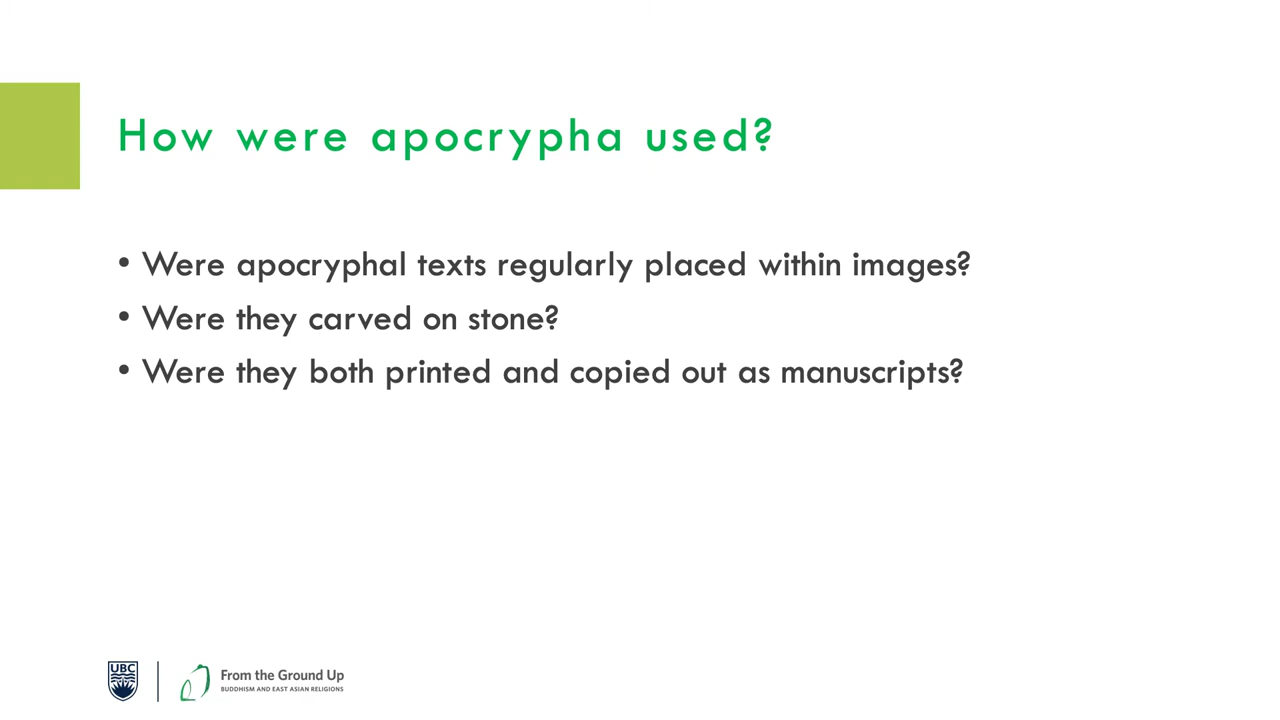 How were apocrypha used?
• Were apocryphal texts regularly placed within images?
• Were they carved on stone?
• Were they both printed and copied out as manuscripts?
UBC
From the Ground Up
BUDDHISM AND EAST ASIAN RELIGIONS